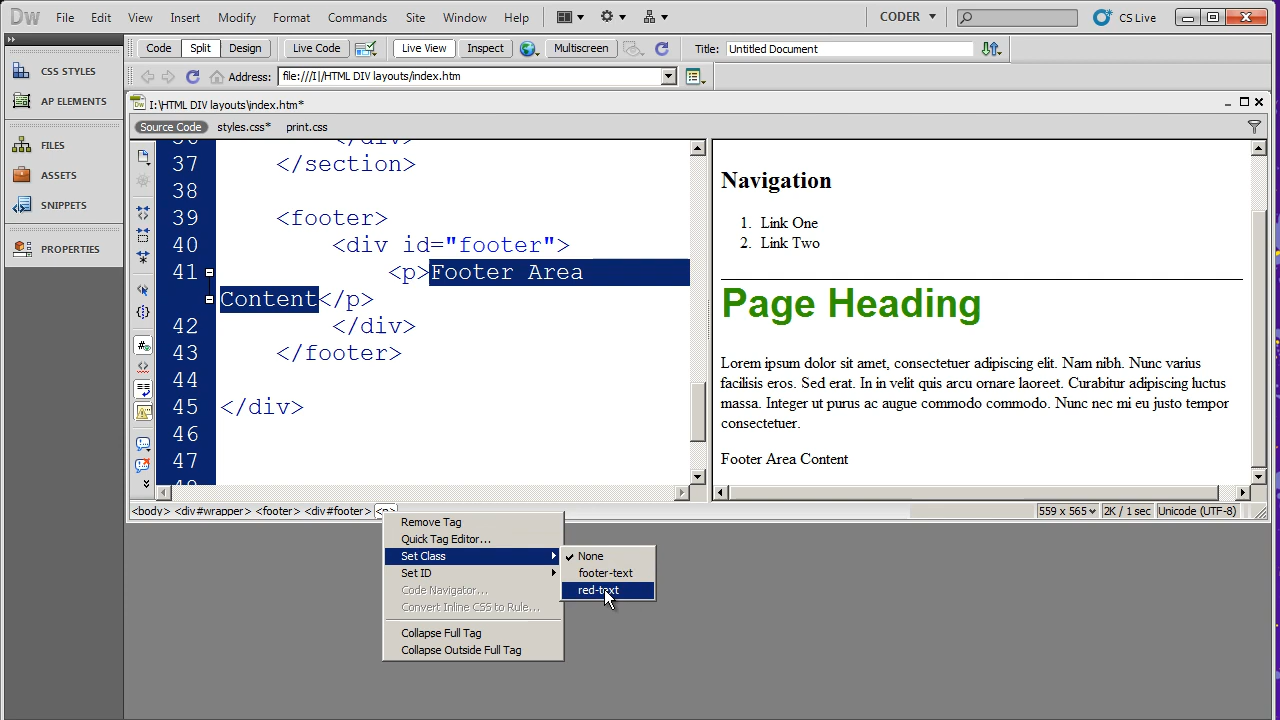 Dw File Edit View Insert Modify Format Commands Site Window Help CODER CS Live
Code Split Design Live Code Live View Inspect Multiscreen Title: Untitled Document
Address: file:///I|/HTML DIV layouts/index.htm
CSS STYLES
AP ELEMENTS
FILES
ASSETS
SNIPPETS
PROPERTIES
I:\HTML DIV layouts\index.htm*
Source Code styles.css* print.css
36 </div>
37 </section>
38
39 <footer>
40 <div id="footer">
41 <p>Footer Area
Content</p>
42 </div>
43 </footer>
44
45 </div>
46
47
Navigation
1. Link One
2. Link Two
Page Heading
Lorem ipsum dolor sit amet, consectetuer adipiscing elit. Nam nibh. Nunc varius
facilisis eros. Sed erat. In in velit quis arcu ornare laoreet. Curabitur adipiscing luctus
massa. Integer ut purus ac augue commodo commodo. Nunc nec mi eu justo tempor
consectetuer.
Footer Area Content
<body> <div#wrapper> <footer> <div#footer> <p>
559 x 565 2K / 1 sec Unicode (UTF-8)
Remove Tag
Quick Tag Editor...
Set Class
Set ID
Code Navigator...
Convert Inline CSS to Rule...
Collapse Full Tag
Collapse Outside Full Tag
None
footer-text
red-text